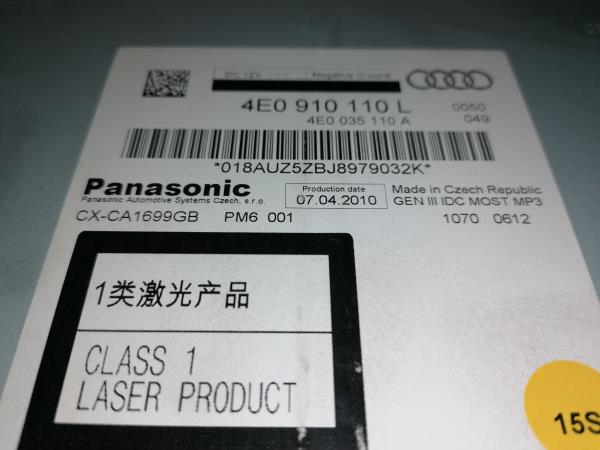 DC 12V Negative Ground
4E0 910 110 L 0050
4E0 035 110 A 049
*018AUZ5ZBJ8979032K*
Panasonic Production date Made in Czech Republic
Panasonic Automotive Systems Czech, s.r.o. 07.04.2010 GEN III IDC MOST MP3
CX-CA1699GB PM6 001 1070 0612
1类激光产品
CLASS 1
LASER PRODUCT
15S